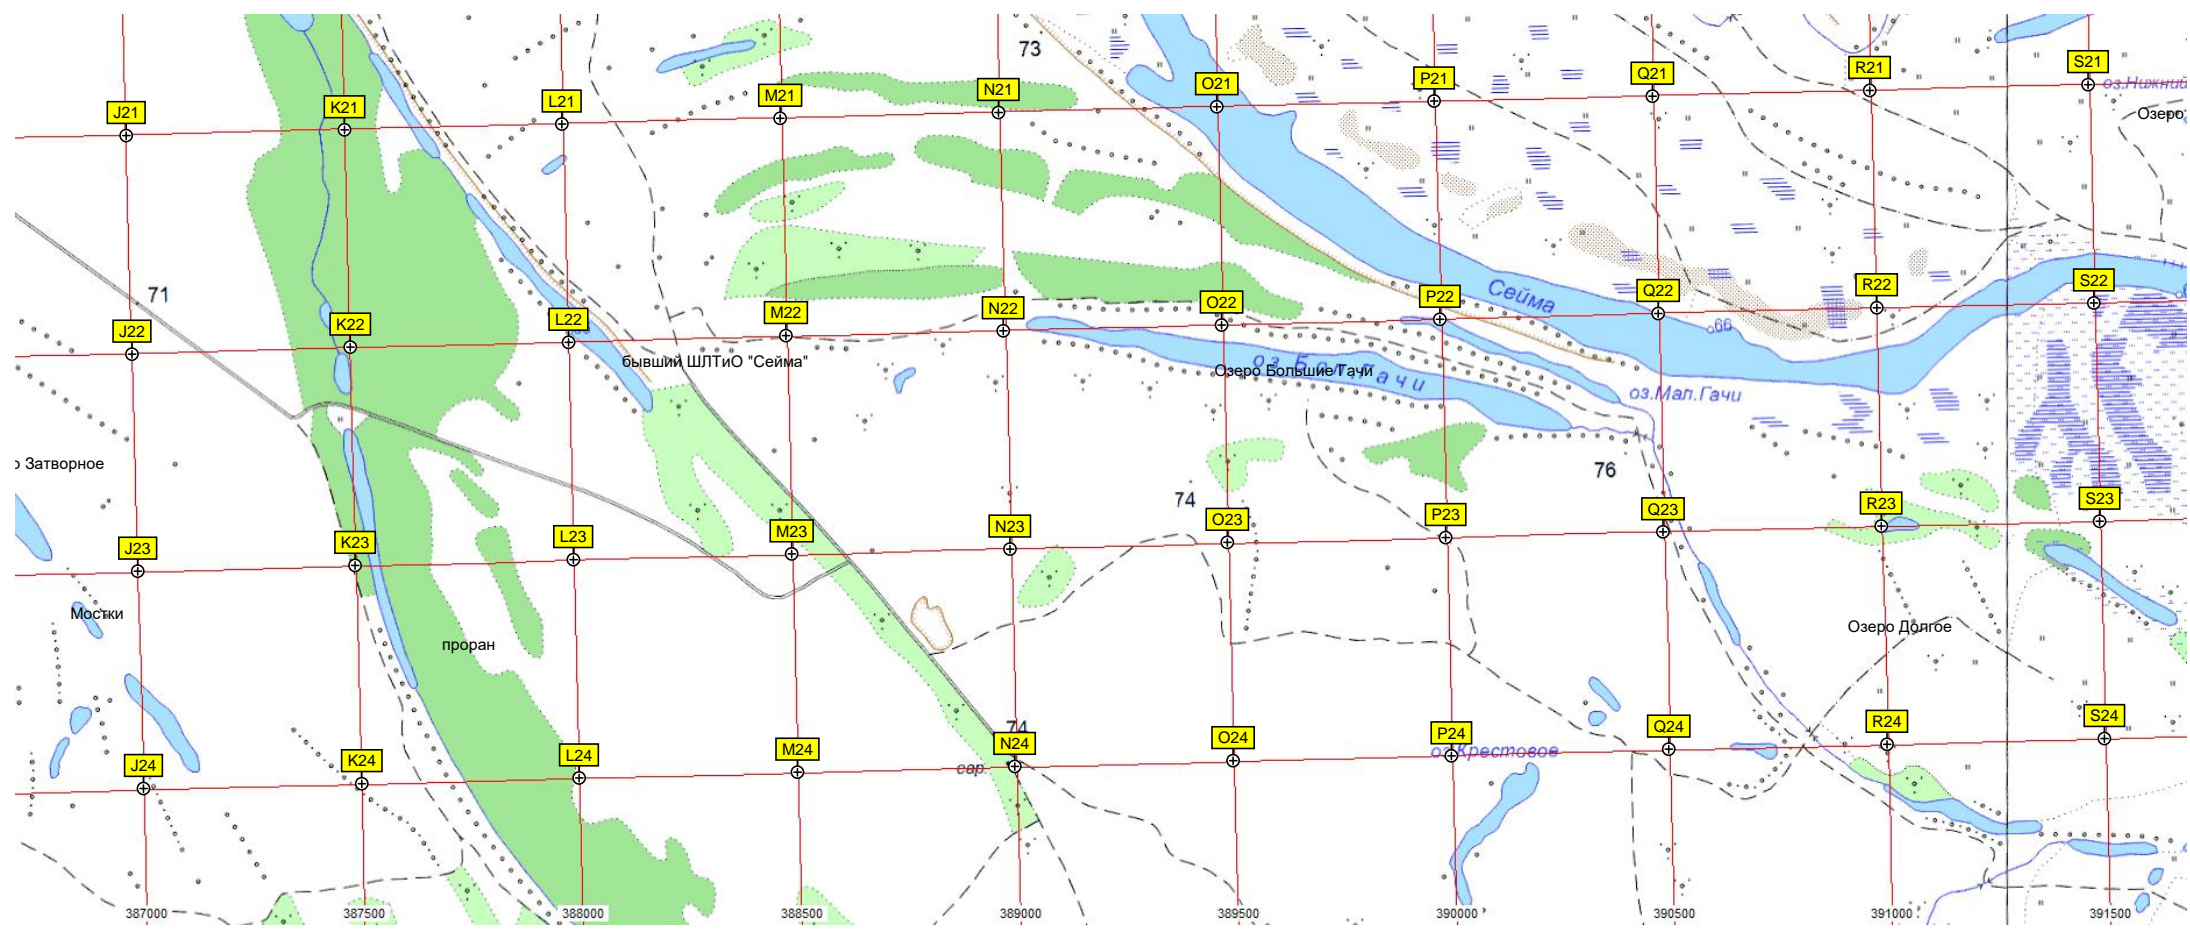 73
J21 K21 L21 M21 N21 O21 P21 Q21 R21 S21
оз.Нижний
Озеро
71
Сейма
J22 K22 L22 M22 N22 O22 P22 Q22 R22 S22
66
бывший ШЛТиО "Сейма"
оз. Бол. Гачи
Озеро Большие Гачи
оз.Мал.Гачи
о Затворное
76
74
J23 K23 L23 M23 N23 O23 P23 Q23 R23 S23
Мостки
Озеро Долгое
проран
74
J24 K24 L24 M24 N24 O24 P24 Q24 R24 S24
оз.Крестовое
сар.
387000 387500 388000 388500 389000 389500 390000 390500 391000 391500